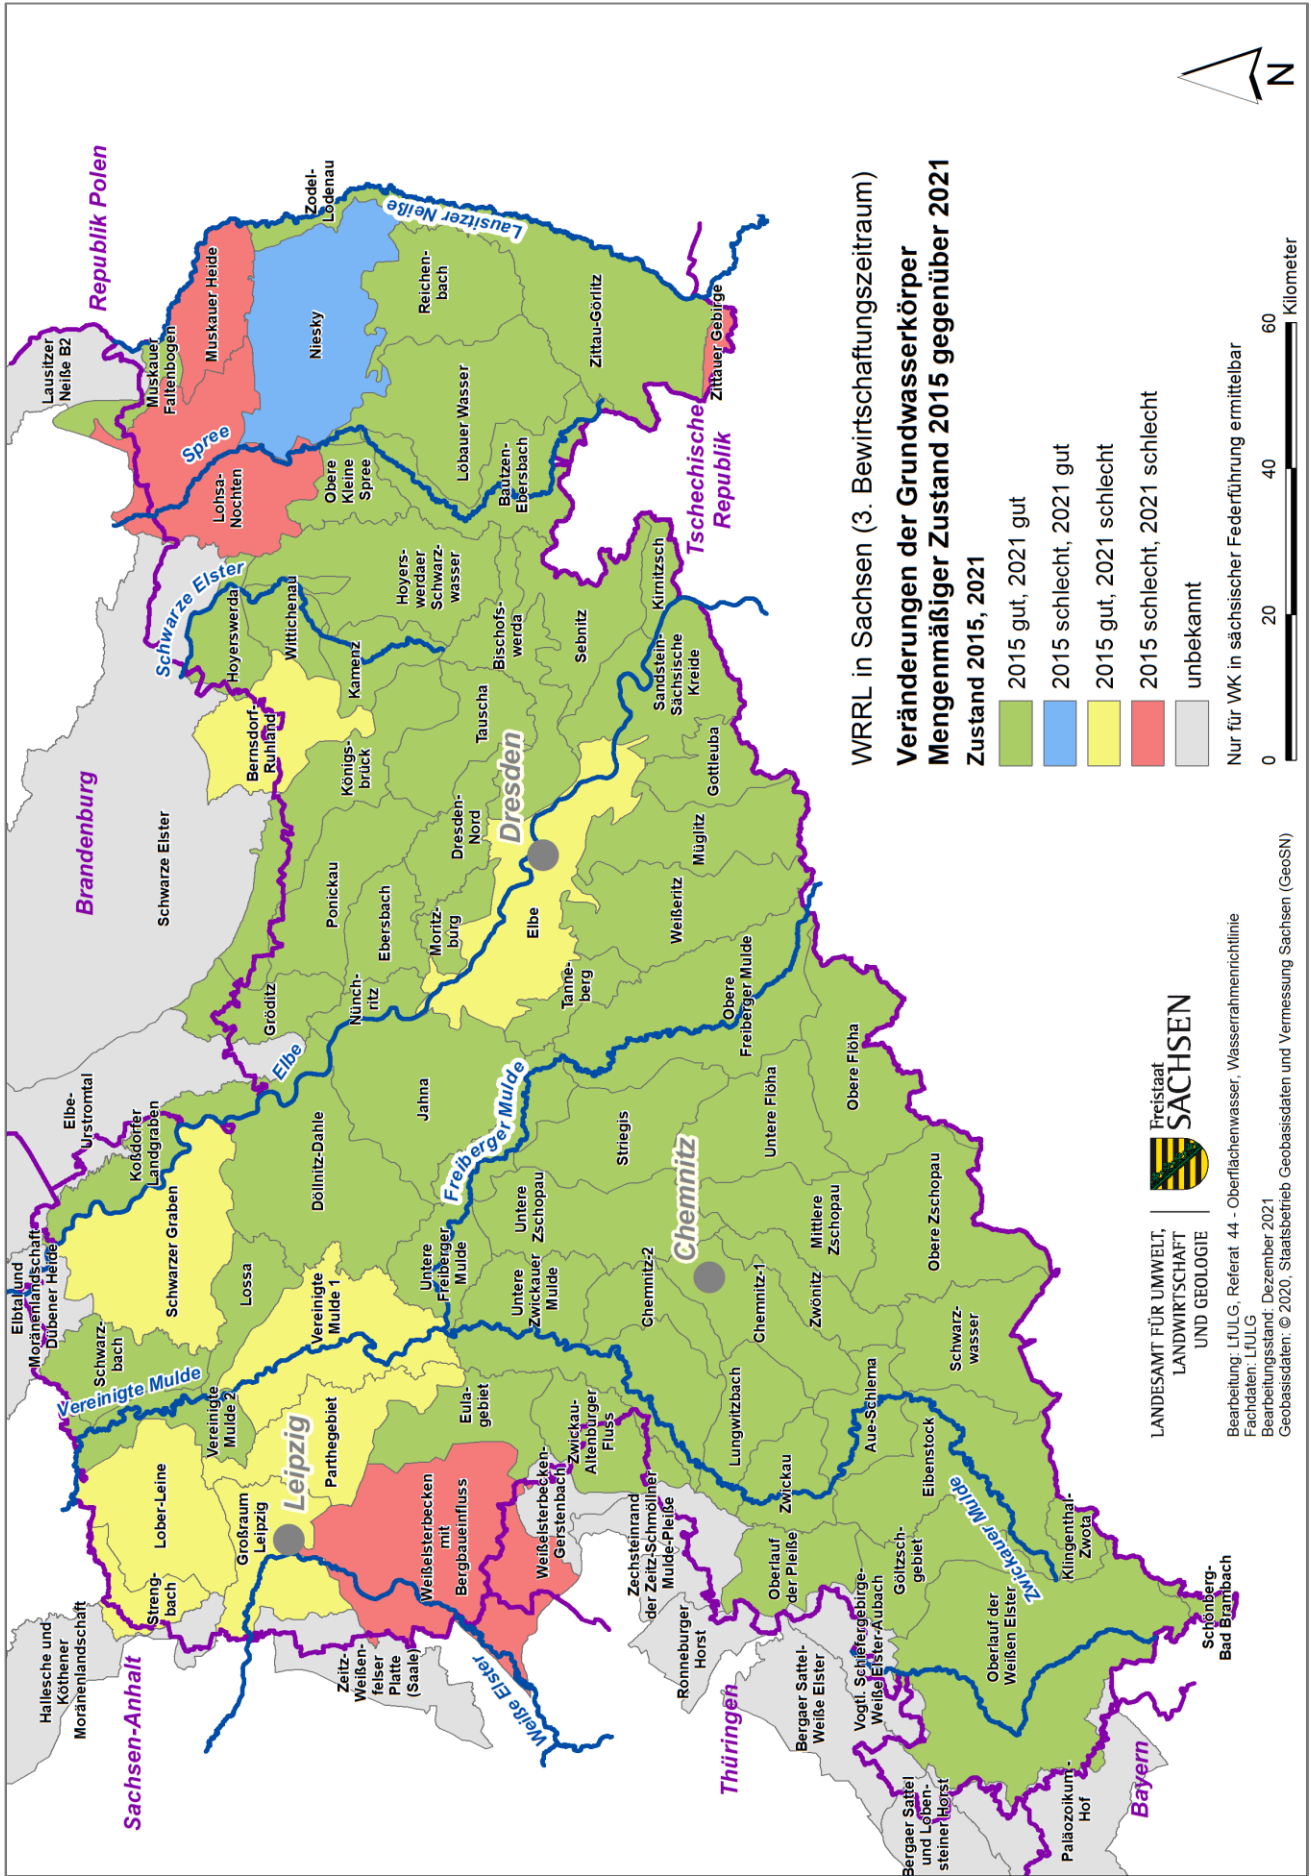 Hallesche und
Köthener
Moränenlandschaft
Sachsen-Anhalt
Elbtal und
Moränenlandschaft
Dübener Heide
Elbe-
Urstromtal
Brandenburg
Schwarze Elster
Lausitzer
Neiße B2
Republik Polen
Streng-
bach
Lober-Leine
Vereinigte Mulde
Schwarz-
bach
Schwarzer Graben
Koßdorfer
Landgraben
Elbe
Gröditz
Bernsdorf-
Ruhland
Schwarze Elster
Hoyerswerda
Wittichenau
Lohsa-
Nochten
Spree
Muskauer
Faltenbogen
Muskauer Heide
Niesky
Zodel-
Lodenau
Lausitzer Neiße
Großraum
Leipzig
Leipzig
Vereinigte
Mulde 2
Parthegebiet
Vereinigte
Mulde 1
Lossa
Döllnitz-Dahle
Jahna
Nünch-
ritz
Ebersbach
Ponickau
Königs-
brück
Kamenz
Hoyers-
werdaer
Schwarz-
wasser
Obere
Kleine
Spree
Löbauer Wasser
Reichen-
bach
Zeitz-
Weißen-
felser
Platte
(Saale)
Weiße Elster
Weißelsterbecken
mit
Bergbaueinfluss
Eula-
gebiet
Untere
Freiberger
Mulde
Freiberger Mulde
Moritz-
burg
Dresden-
Nord
Tauscha
Dresden
Elbe
Bischofs-
werda
Bautzen-
Ebersbach
Zittau-Görlitz
Weißelsterbecken-
Gerstenbach
Zwickau-
Altenburger
Fluss
Untere
Zwickauer
Mulde
Untere
Zschopau
Striegis
Tanne-
berg
Sebnitz
Kirnitzsch
Sandstein-
Sächsische
Kreide
Zittauer Gebirge
Tschechische
Republik
Zechsteinrand
der Zeitz-Schmöllner
Mulde-Pleiße
Ronneburger
Horst
Thüringen
Chemnitz-2
Chemnitz
Chemnitz-1
Lungwitzbach
Untere Flöha
Obere
Freiberger Mulde
Weißeritz
Müglitz
Gottleuba
Bergaer Sattel-
Weiße Elster
Oberlauf
der Pleiße
Zwickau
Zwönitz
Mittlere
Zschopau
Obere Flöha
Vogtl. Schiefergebirge-
Weiße Elster-Aubach
Göltzsch-
gebiet
Eibenstock
Aue-Schlema
Schwarz-
wasser
Obere Zschopau
Bergaer Sattel
und Loben-
steiner Horst
Oberlauf der
Weißen Elster
Zwickauer Mulde
Klingenthal-
Zwota
Paläozoikum -
Hof
Bayern
Schönberg-
Bad Brambach
WRRL in Sachsen (3. Bewirtschaftungszeitraum)
Veränderungen der Grundwasserkörper
Mengenmäßiger Zustand 2015 gegenüber 2021
Zustand 2015, 2021
2015 gut, 2021 gut
2015 schlecht, 2021 gut
2015 gut, 2021 schlecht
2015 schlecht, 2021 schlecht
unbekannt
Nur für WK in sächsischer Federführung ermittelbar
0 20 40 60
Kilometer
N
LANDESAMT FÜR UMWELT,
LANDWIRTSCHAFT
UND GEOLOGIE
Freistaat
SACHSEN
Bearbeitung: LfULG, Referat 44 - Oberflächenwasser, Wasserrahmenrichtlinie
Fachdaten: LfULG
Bearbeitungsstand: Dezember 2021
Geobasisdaten: © 2020, Staatsbetrieb Geobasisdaten und Vermessung Sachsen (GeoSN)